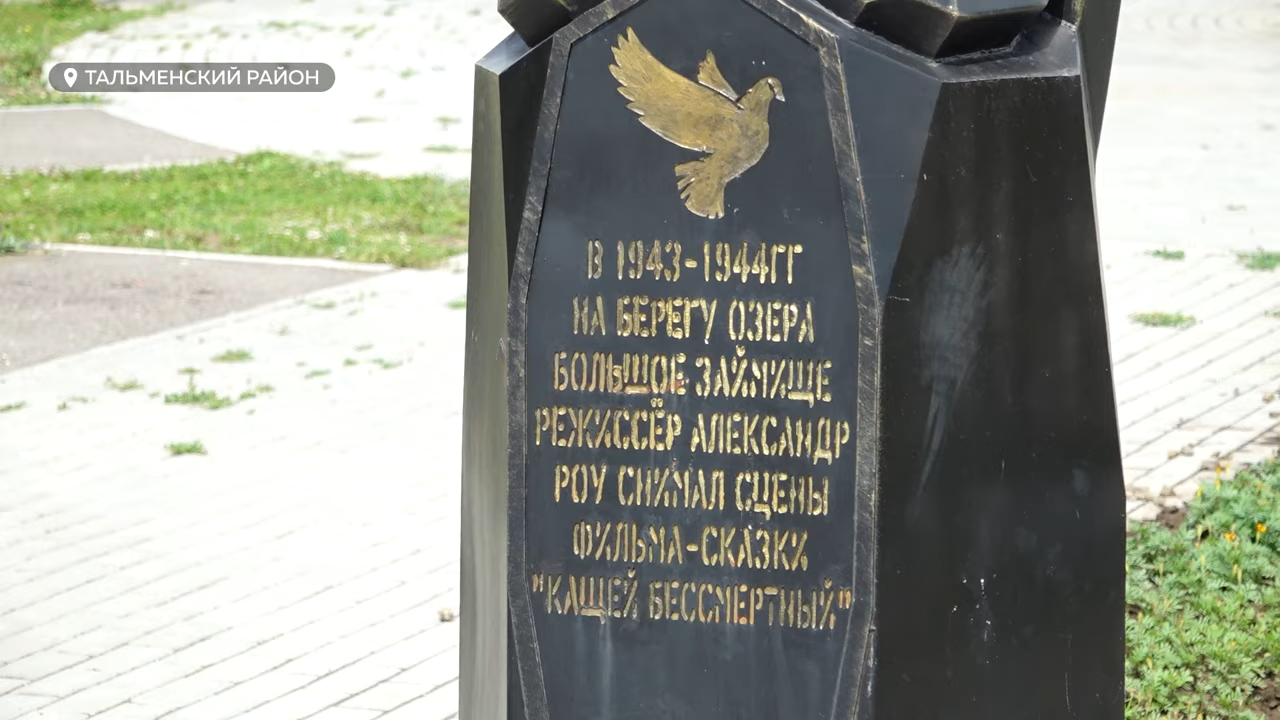 ТАЛЬМЕНСКИЙ РАЙОН
В 1943-1944ГГ
НА БЕРЕГУ ОЗЕРА
БОЛЬШОЕ ЗАЙМИЩЕ
РЕЖИССЁР АЛЕКСАНДР
РОУ СНИМАЛ СЦЕНЫ
ФИЛЬМА-СКАЗКИ
"КАЩЕЙ БЕССМЕРТНЫЙ"